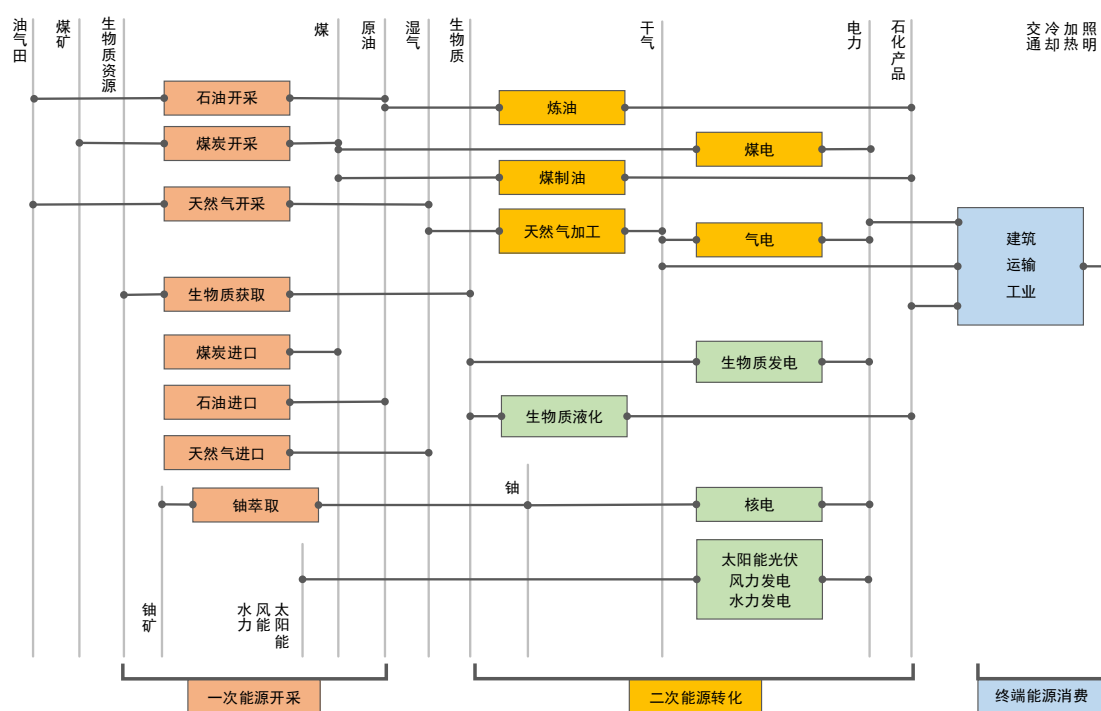 油气田
煤矿
生物质资源
煤
原油
湿气
生物质
干气
电力
石化产品
交通
冷却
加热
照明
石油开采
炼油
煤炭开采
煤电
煤制油
天然气开采
天然气加工
气电
建筑
运输
工业
生物质获取
煤炭进口
生物质发电
石油进口
生物质液化
天然气进口
铀
铀萃取
核电
太阳能光伏
风力发电
水力发电
铀矿
水力
风能
太阳能
一次能源开采
二次能源转化
终端能源消费